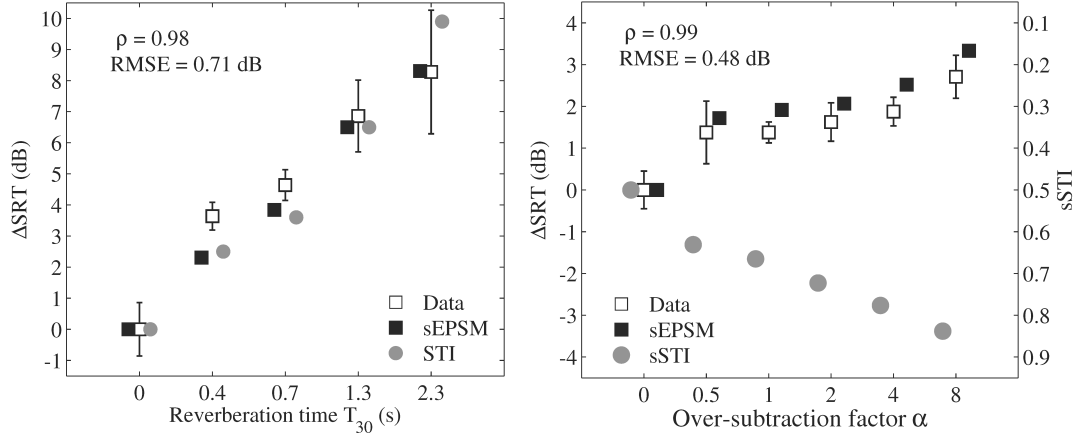 ρ = 0.98
RMSE = 0.71 dB
10
9
8
7
6
5
4
3
2
1
0
-1
ΔSRT (dB)
Data
sEPSM
STI
0 0.4 0.7 1.3 2.3
Reverberation time T30 (s)
ρ = 0.99
RMSE = 0.48 dB
4
3
2
1
0
-1
-2
-3
-4
ΔSRT (dB)
Data
sEPSM
sSTI
0.1
0.2
0.3
0.4
0.5
0.6
0.7
0.8
0.9
sSTI
0 0.5 1 2 4 8
Over-subtraction factor α